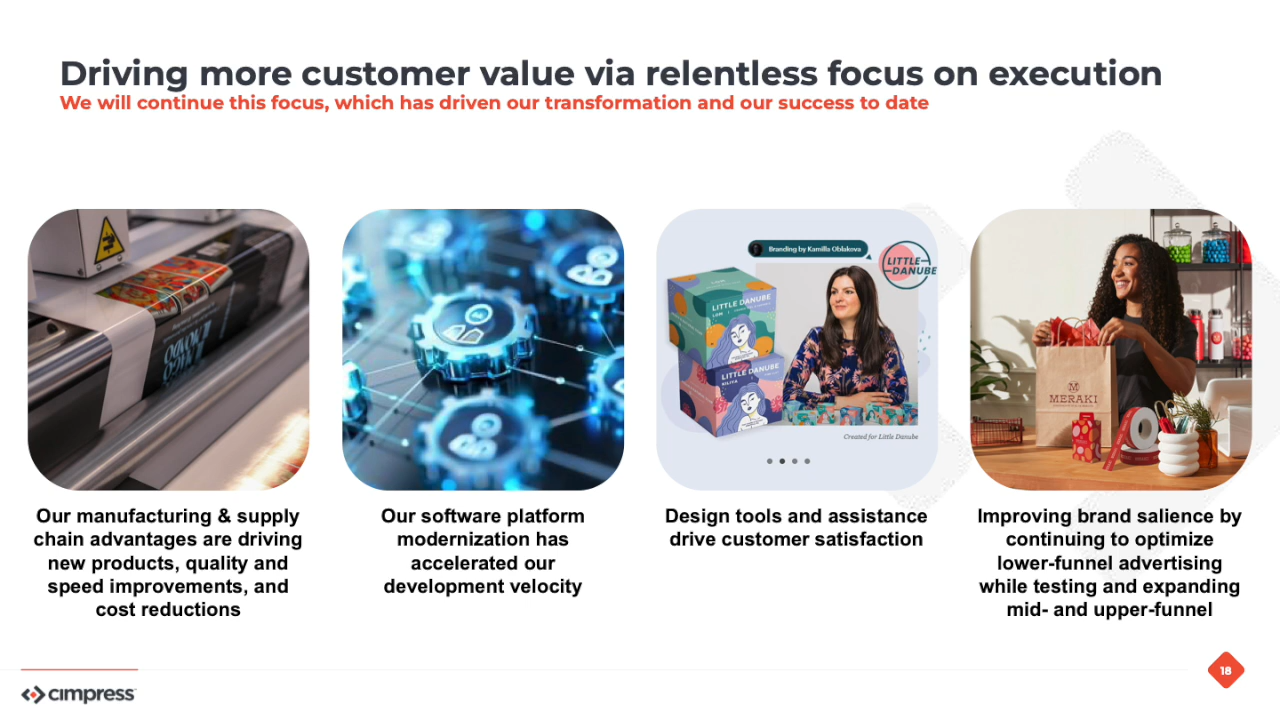 Driving more customer value via relentless focus on execution
We will continue this focus, which has driven our transformation and our success to date
Branding by Kamilla Oblakova
LITTLE
DANUBE
LITTLE DANUBE
LITTLE DANUBE
Created for Little Danube
M
MERAKI
Our manufacturing & supply
chain advantages are driving
new products, quality and
speed improvements, and
cost reductions
Our software platform
modernization has
accelerated our
development velocity
Design tools and assistance
drive customer satisfaction
Improving brand salience by
continuing to optimize
lower-funnel advertising
while testing and expanding
mid- and upper-funnel
cimpress
18